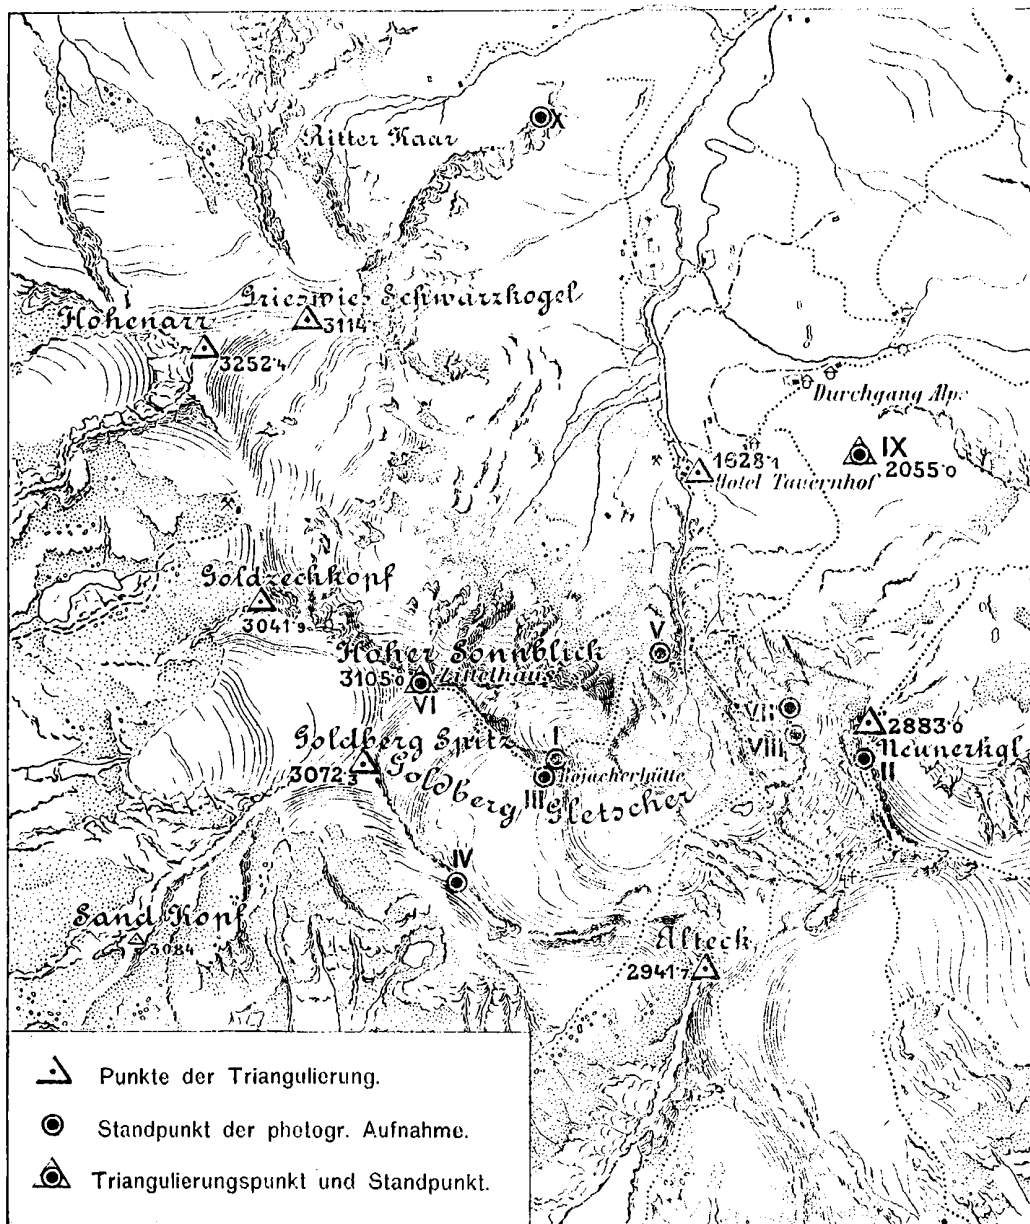 X
Ritter Kaar
Grieswies Schwarzkogel
3114
Hohenarr
3252·4
Durchgang Alpe
IX
2055·0
1628·1
Hotel Tauernhof
Goldzechkopf
3041·9
V
Hoher Sonnblick
3105·0
Zittelhaus
VI
VII
VIII
2883·0
Neunerkgl.
II
Goldberg Spitz
3072·3
I
Rojacherhütte
III
Goldberg Gletscher
IV
Sand Kopf
3084
Alteck
2941·7
Punkte der Triangulierung.
Standpunkt der photogr. Aufnahme.
Triangulierungspunkt und Standpunkt.